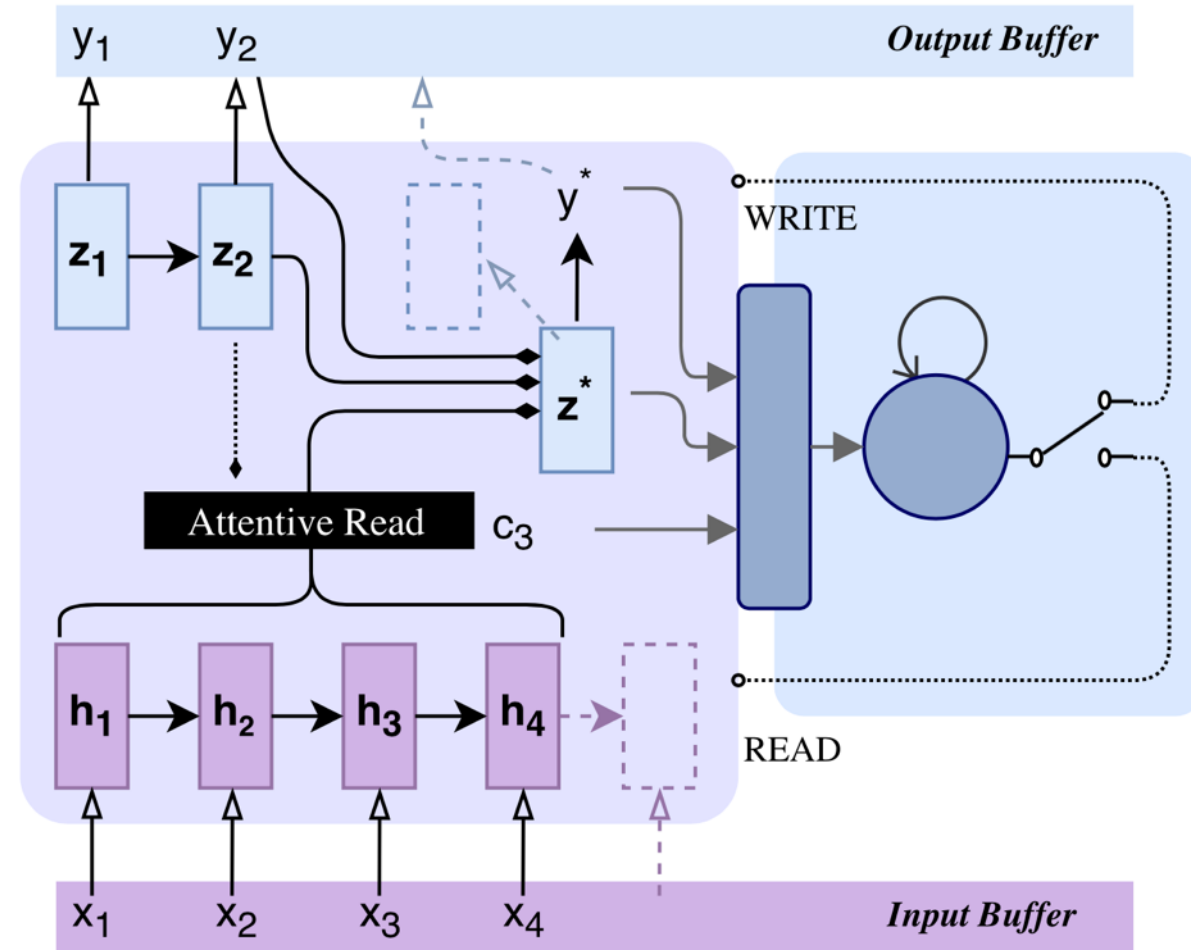 y₁ y₂ Output Buffer
y*
WRITE
z₁ z₂
z*
Attentive Read c₃
h₁ h₂ h₃ h₄
READ
x₁ x₂ x₃ x₄ Input Buffer